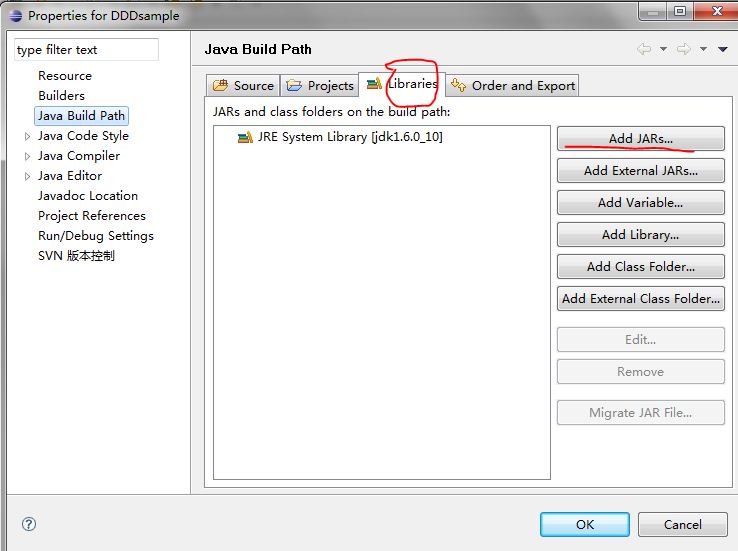 Properties for DDDsample
type filter text
Resource
Builders
Java Build Path
Java Code Style
Java Compiler
Java Editor
Javadoc Location
Project References
Run/Debug Settings
SVN 版本控制
Java Build Path
Source Projects Libraries Order and Export
JARs and class folders on the build path:
JRE System Library [jdk1.6.0_10]
Add JARs...
Add External JARs...
Add Variable...
Add Library...
Add Class Folder...
Add External Class Folder...
Edit...
Remove
Migrate JAR File...
OK Cancel